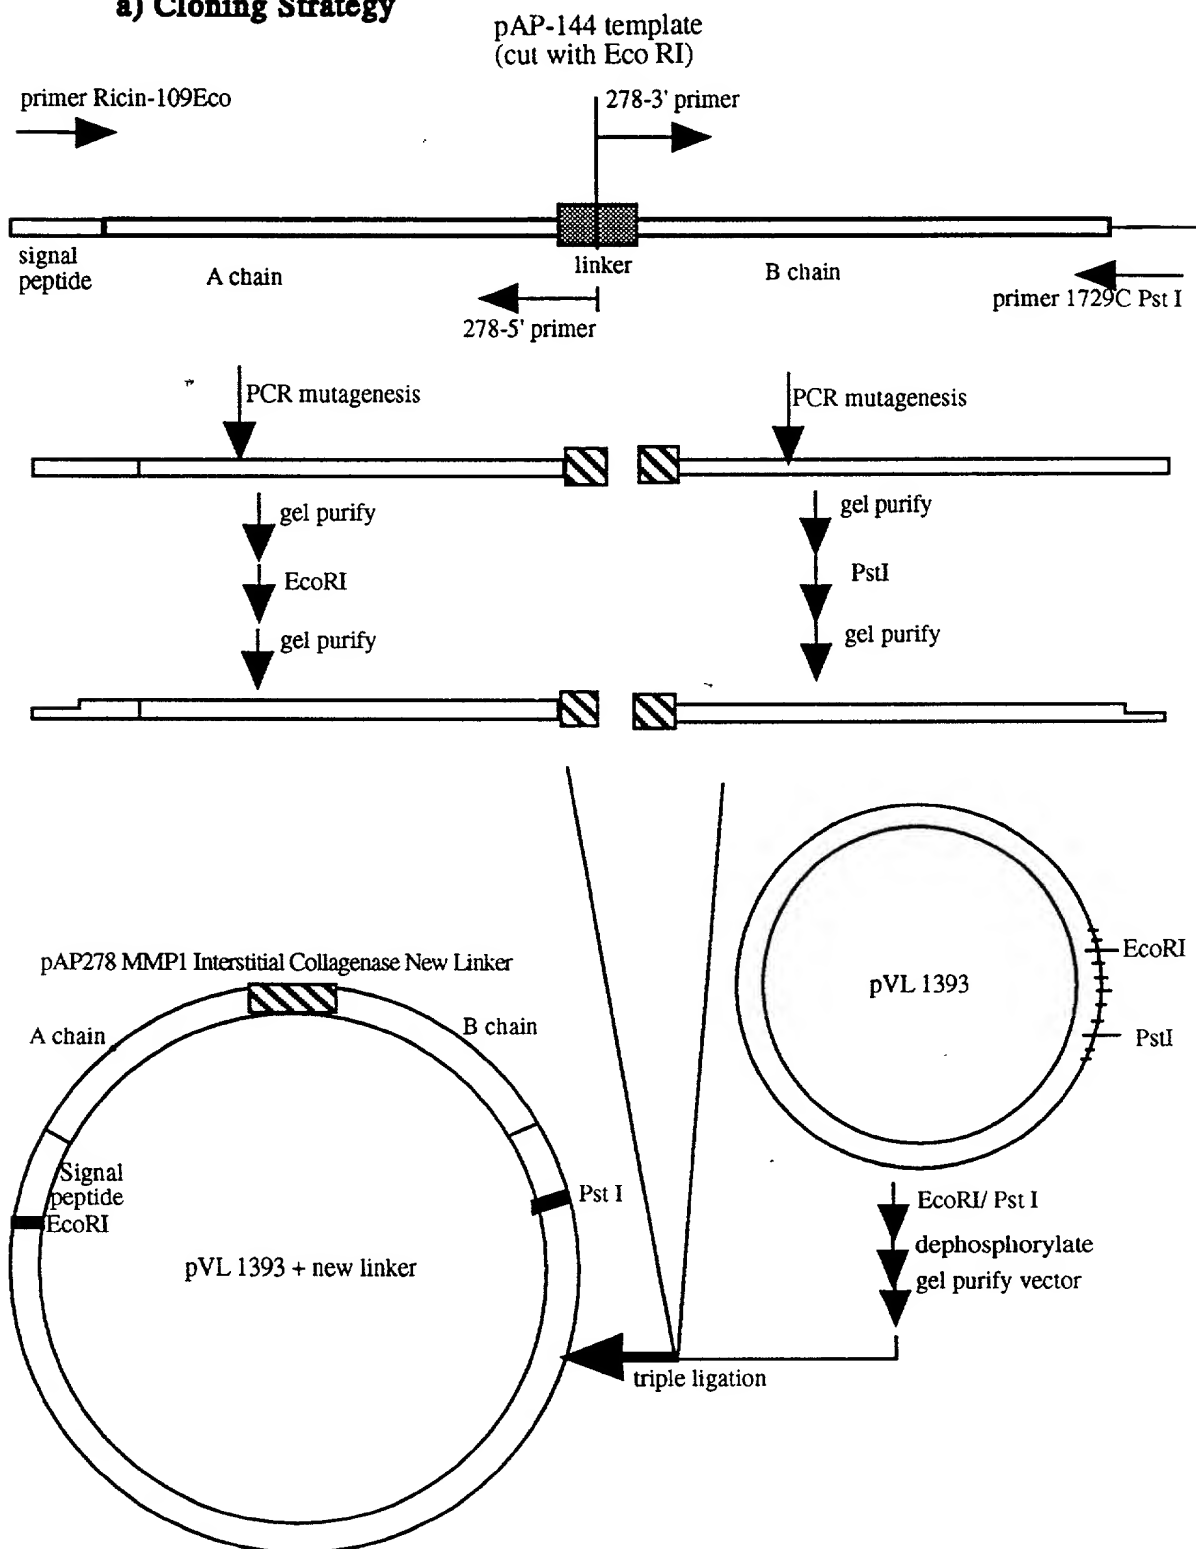 a) Cloning Strategy
pAP-144 template
(cut with Eco RI)
primer Ricin-109Eco
278-3' primer
signal
peptide
A chain
linker
B chain
278-5' primer
primer 1729C Pst I
PCR mutagenesis
PCR mutagenesis
gel purify
gel purify
EcoRI
PstI
gel purify
gel purify
pAP278 MMP1 Interstitial Collagenase New Linker
A chain
B chain
pVL 1393
EcoRI
PstI
Signal
peptide
EcoRI
Pst I
pVL 1393 + new linker
EcoRI/ Pst I
dephosphorylate
gel purify vector
triple ligation